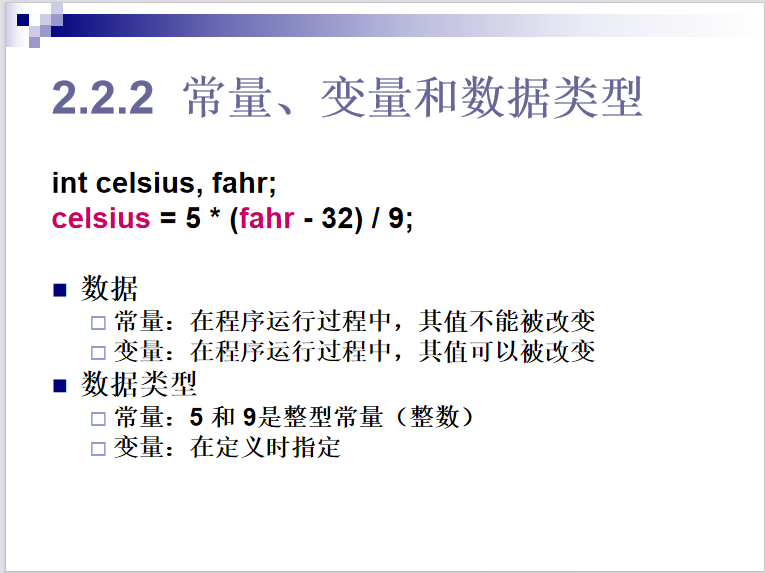 2.2.2 常量、变量和数据类型
int celsius, fahr;
celsius = 5 * (fahr - 32) / 9;
数据
常量：在程序运行过程中，其值不能被改变
变量：在程序运行过程中，其值可以被改变
数据类型
常量：5 和 9是整型常量（整数）
变量：在定义时指定